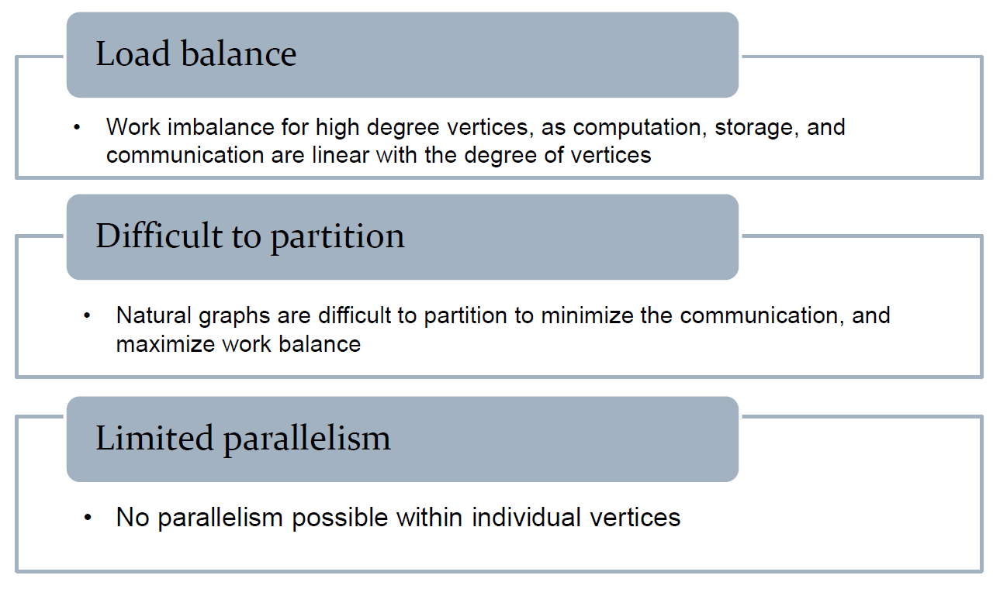 Load balance
• Work imbalance for high degree vertices, as computation, storage, and
communication are linear with the degree of vertices
Difficult to partition
• Natural graphs are difficult to partition to minimize the communication, and
maximize work balance
Limited parallelism
• No parallelism possible within individual vertices